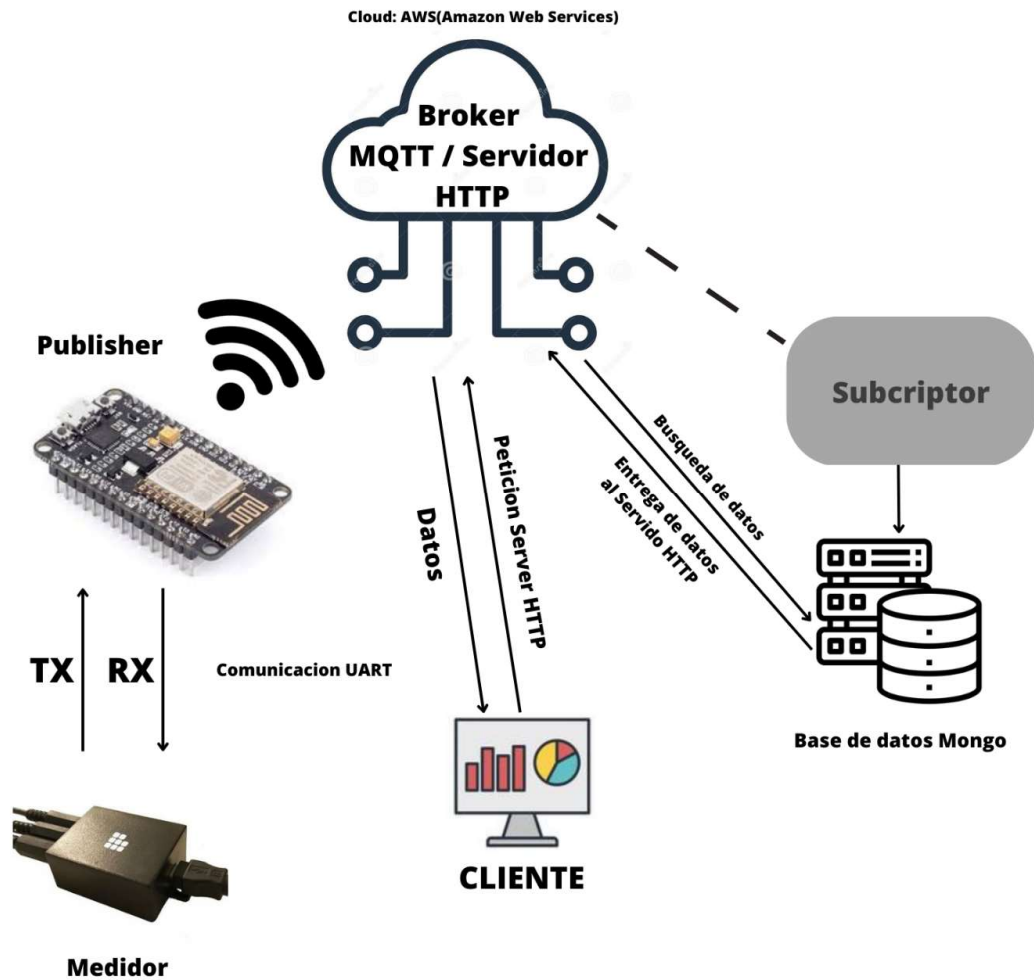 Cloud: AWS(Amazon Web Services)
Broker
MQTT / Servidor
HTTP
Publisher
Subcriptor
Datos
Peticion Server HTTP
Busqueda de datos
Entrega de datos
al Servido HTTP
TX
RX
Comunicacion UART
Base de datos Mongo
CLIENTE
Medidor